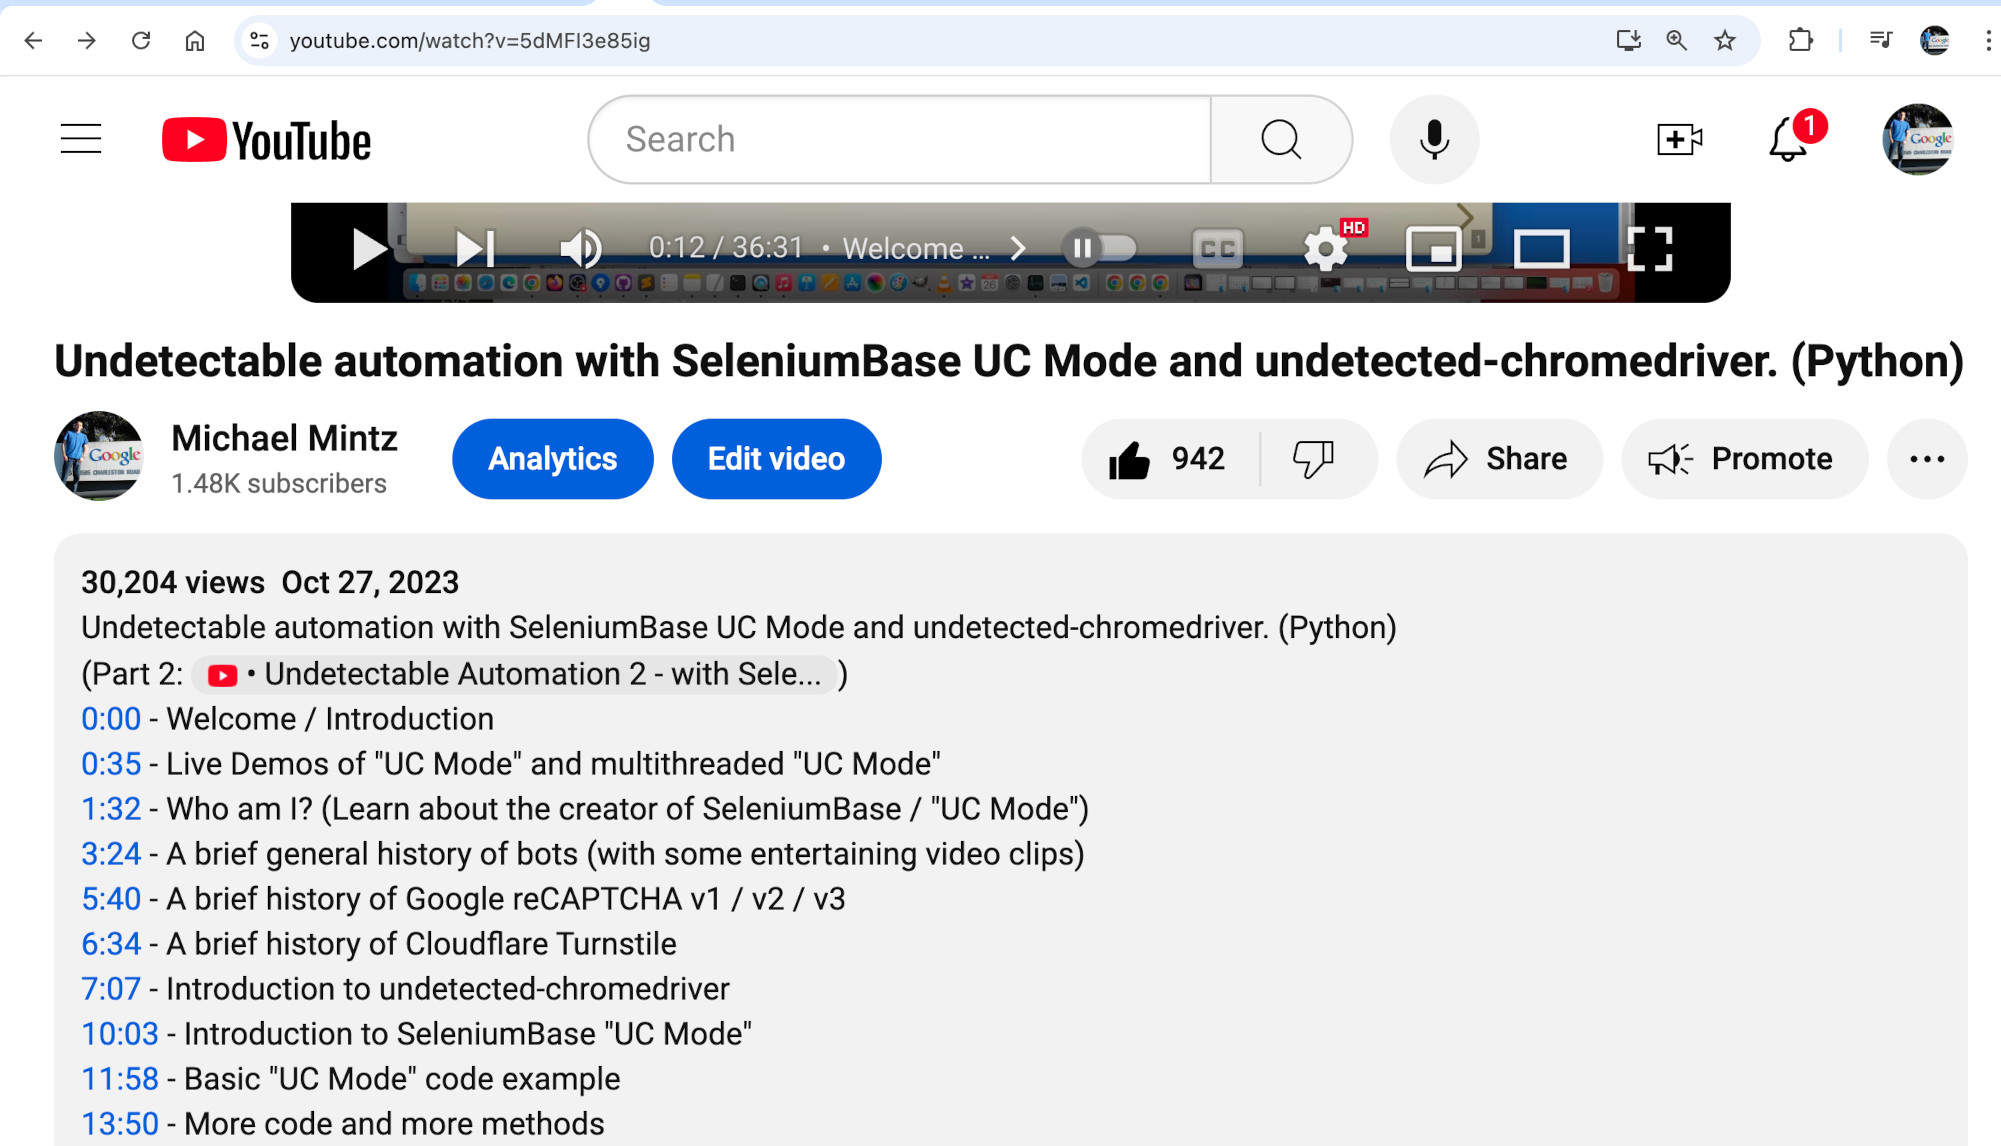 youtube.com/watch?v=5dMFI3e85ig
YouTube
Search
1
0:12 / 36:31 • Welcome ...
CC
HD
Undetectable automation with SeleniumBase UC Mode and undetected-chromedriver. (Python)
Michael Mintz
1.48K subscribers
Analytics
Edit video
942
Share
Promote
Google
30,204 views Oct 27, 2023
Undetectable automation with SeleniumBase UC Mode and undetected-chromedriver. (Python)
(Part 2: • Undetectable Automation 2 - with Sele... )
0:00 - Welcome / Introduction
0:35 - Live Demos of "UC Mode" and multithreaded "UC Mode"
1:32 - Who am I? (Learn about the creator of SeleniumBase / "UC Mode")
3:24 - A brief general history of bots (with some entertaining video clips)
5:40 - A brief history of Google reCAPTCHA v1 / v2 / v3
6:34 - A brief history of Cloudflare Turnstile
7:07 - Introduction to undetected-chromedriver
10:03 - Introduction to SeleniumBase "UC Mode"
11:58 - Basic "UC Mode" code example
13:50 - More code and more methods